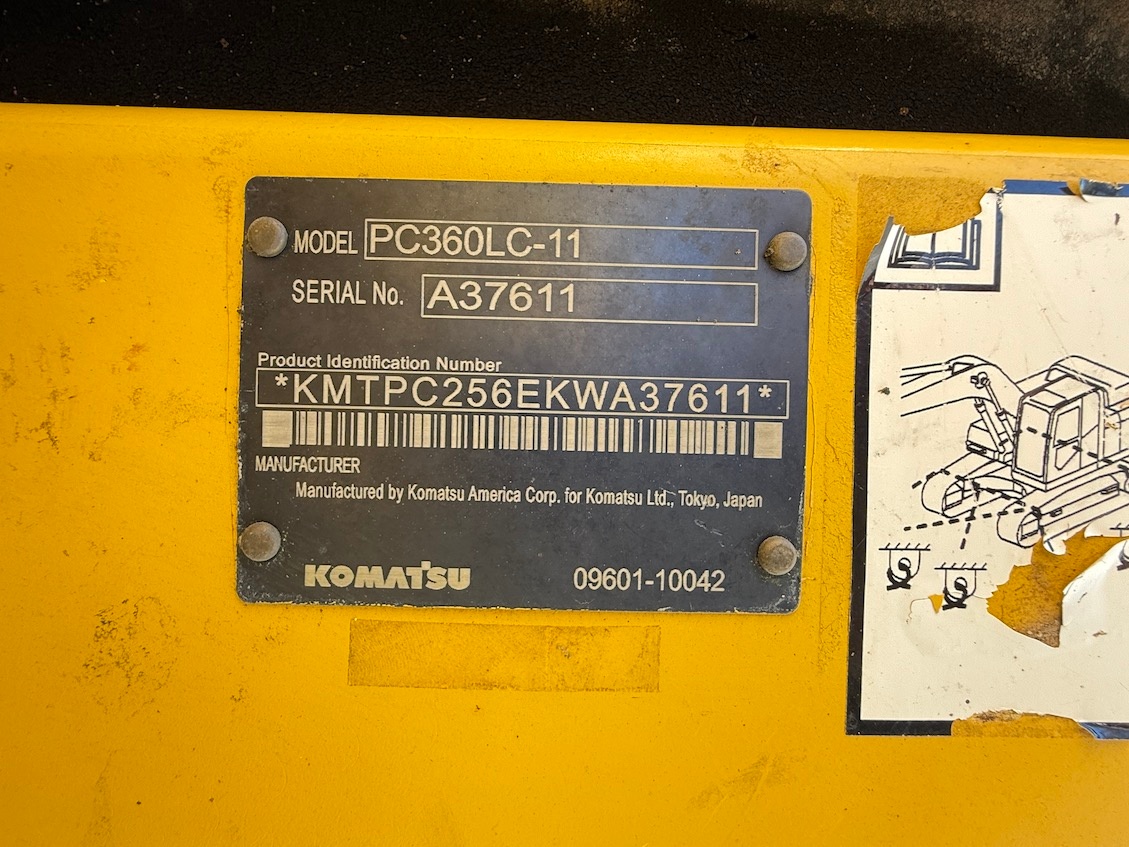 MODEL PC360LC-11
SERIAL No. A37611
Product Identification Number
*KMTPC256EKWA37611*
MANUFACTURER
Manufactured by Komatsu America Corp. for Komatsu Ltd., Tokyo, Japan
KOMATSU 09601-10042